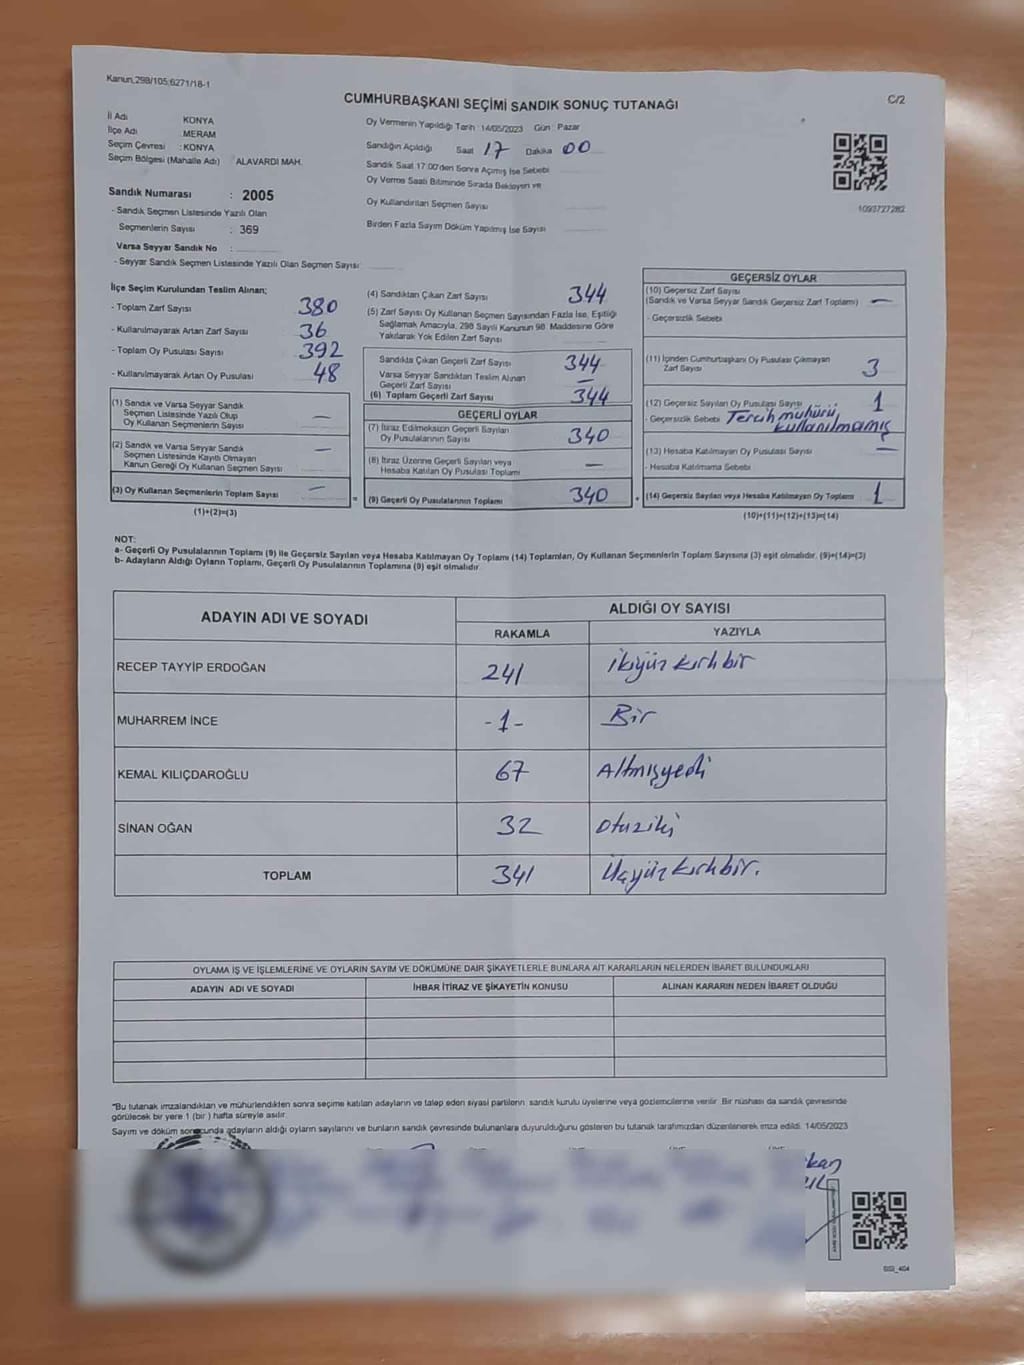 Kanun,298/105;6271/18-1
CUMHURBAŞKANI SEÇİMİ SANDIK SONUÇ TUTANAĞI
C/2
İl Adı KONYA
İlçe Adı MERAM
Seçim Çevresi : KONYA
Seçim Bölgesi (Mahalle Adı) ALAVARDI MAH.
Sandık Numarası : 2005
- Sandık Seçmen Listesinde Yazılı Olan
Seçmenlerin Sayısı : 369
Varsa Seyyar Sandık No :
- Seyyar Sandık Seçmen Listesinde Yazılı Olan Seçmen Sayısı
Oy Vermenin Yapıldığı Tarih : 14/05/2023 Gün : Pazar
Sandığın Açıldığı Saat 17 Dakika 00
Sandık Saat 17:00'den Sonra Açımış İse Sebebi
Oy Verme Saati Bitiminde Sırada Bekleyen ve
Oy Kullandırılan Seçmen Sayısı
Birden Fazla Sayım Döküm Yapılmış İse Sayısı
1093727282
İlçe Seçim Kurulundan Teslim Alınan;
- Toplam Zarf Sayısı 380
- Kullanılmayarak Artan Zarf Sayısı 36
- Toplam Oy Pusulası Sayısı 392
- Kullanılmayarak Artan Oy Pusulası 48
(1) Sandık ve Varsa Seyyar Sandık
Seçmen Listesinde Yazılı Olup
Oy Kullanan Seçmenlerin Sayısı —
(2) Sandık ve Varsa Seyyar Sandık
Seçmen Listesinde Kayıtlı Olmayan
Kanun Gereği Oy Kullanan Seçmen Sayısı —
(3) Oy Kullanan Seçmenlerin Toplam Sayısı —
(1)+(2)=(3)
(4) Sandıktan Çıkan Zarf Sayısı 344
(5) Zarf Sayısı Oy Kullanan Seçmen Sayısından Fazla İse, Eşitliği
Sağlamak Amacıyla, 298 Sayılı Kanunun 98. Maddesine Göre
Yakılarak Yok Edilen Zarf Sayısı
Sandıkta Çıkan Geçerli Zarf Sayısı 344
Varsa Seyyar Sandıktan Teslim Alınan
Geçerli Zarf Sayısı —
(6) Toplam Geçerli Zarf Sayısı 344
GEÇERLİ OYLAR
(7) İtiraz Edilmeksizin Geçerli Sayılan
Oy Pusulalarının Sayısı 340
(8) İtiraz Üzerine Geçerli Sayılan veya
Hesaba Katılan Oy Pusulası Toplamı —
= (9) Geçerli Oy Pusulalarının Toplamı 340
GEÇERSİZ OYLAR
(10) Geçersiz Zarf Sayısı
(Sandık ve Varsa Seyyar Sandık Geçersiz Zarf Toplamı) —
- Geçersizlik Sebebi
(11) İçinden Cumhurbaşkanı Oy Pusulası Çıkmayan
Zarf Sayısı 3
(12) Geçersiz Sayılan Oy Pusulası Sayısı 1
- Geçersizlik Sebebi Tercih mühürü,
kullanılmamış
(13) Hesaba Katılmayan Oy Pusulası Sayısı —
- Hesaba Katılmama Sebebi
+ (14) Geçersiz Sayılan veya Hesaba Katılmayan Oy Toplamı 1
(10)+(11)+(12)+(13)=(14)
NOT:
a- Geçerli Oy Pusulalarının Toplamı (9) ile Geçersiz Sayılan veya Hesaba Katılmayan Oy Toplamı (14) Toplamları, Oy Kullanan Seçmenlerin Toplam Sayısına (3) eşit olmalıdır. (9)+(14)=(3)
b- Adayların Aldığı Oyların Toplamı, Geçerli Oy Pusulalarının Toplamına (9) eşit olmalıdır.
ADAYIN ADI VE SOYADI
ALDIĞI OY SAYISI
RAKAMLA YAZIYLA
RECEP TAYYİP ERDOĞAN 241 ikiyüz kırk bir
MUHARREM İNCE -1- Bir
KEMAL KILIÇDAROĞLU 67 Altmışyedi
SİNAN OĞAN 32 Otuziki
TOPLAM 341 Üçyüz kırk bir.
OYLAMA İŞ VE İŞLEMLERİNE VE OYLARIN SAYIM VE DÖKÜMÜNE DAİR ŞİKAYETLERLE BUNLARA AİT KARARLARIN NELERDEN İBARET BULUNDUKLARI
ADAYIN ADI VE SOYADI İHBAR İTİRAZ VE ŞİKAYETİN KONUSU ALINAN KARARIN NEDEN İBARET OLDUĞU
"Bu tutanak imzalandıktan ve mühürlendikten sonra seçime katılan adayların ve talep eden siyasi partilerin; sandık kurulu üyelerine veya gözlemcilerine verilir. Bir nüshası da sandık çevresinde
görülecek bir yere 1 (bir ) hafta süreyle asılır.
Sayım ve döküm sonucunda adayların aldığı oyların sayılarını ve bunların sandık çevresinde bulunanlara duyurulduğunu gösteren bu tutanak tarafımızdan düzenlenerek imza edildi. 14/05/2023